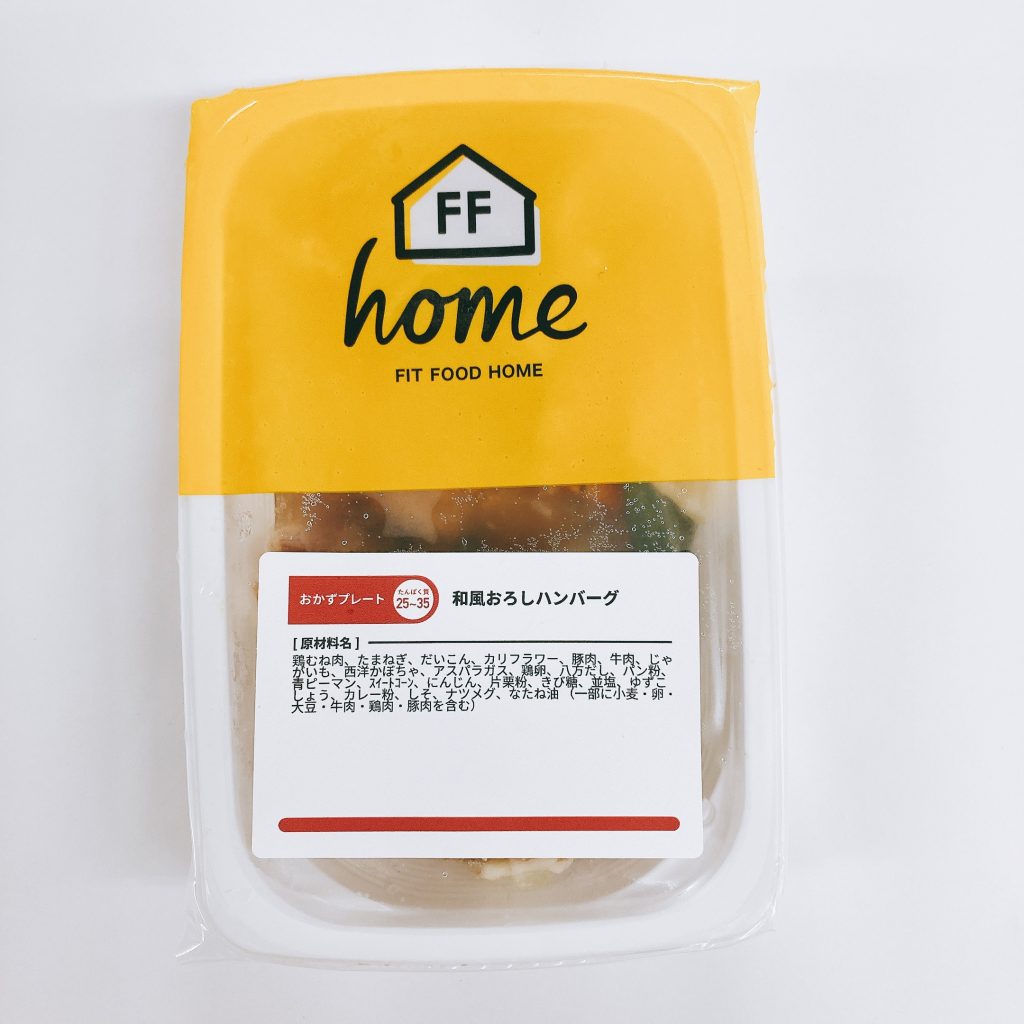 FF
home
FIT FOOD HOME
おかずプレート
たんぱく質
25~35
和風おろしハンバーグ
[ 原材料名 ]
鶏むね肉、たまねぎ、だいこん、カリフラワー、豚肉、牛肉、じゃ
がいも、西洋かぼちゃ、アスパラガス、鶏卵、八方だし、パン粉、
青ピーマン、ｽｲｰﾄｺｰﾝ、にんじん、片栗粉、きび糖、並塩、ゆずこ
しょう、カレー粉、しそ、ナツメグ、なたね油（一部に小麦・卵・
大豆・牛肉・鶏肉・豚肉を含む）